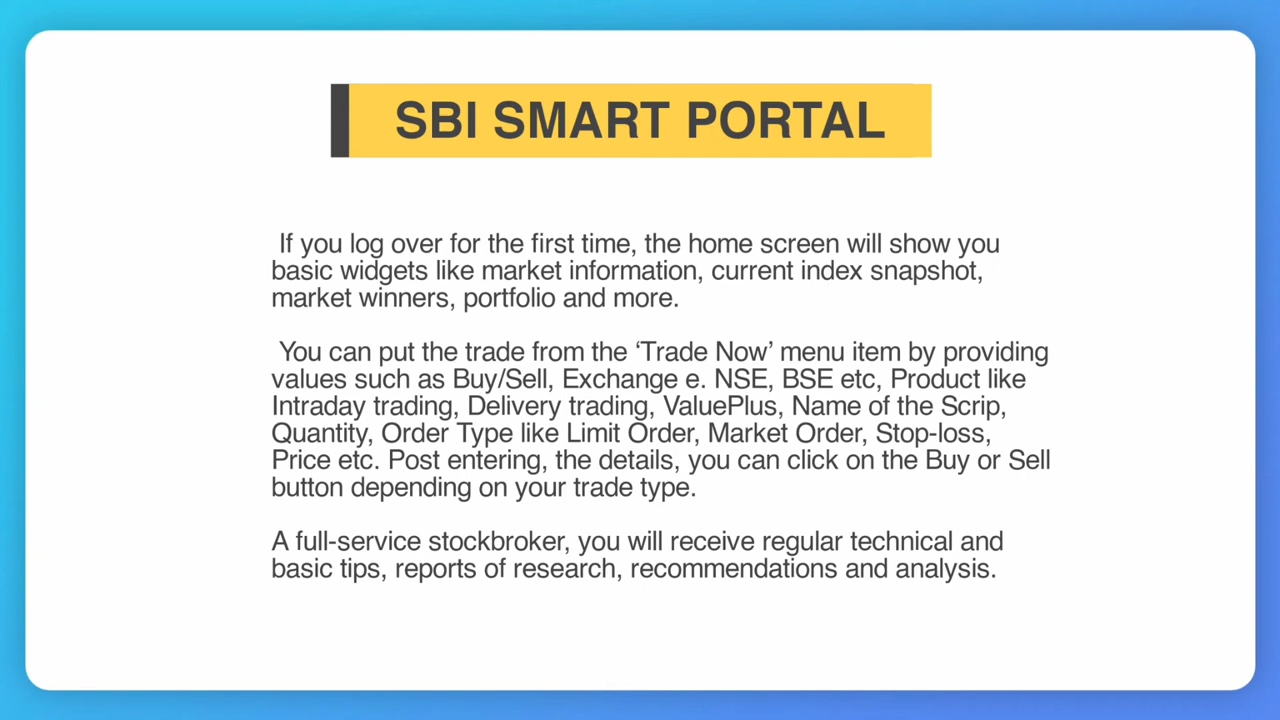 SBI SMART PORTAL
If you log over for the first time, the home screen will show you
basic widgets like market information, current index snapshot,
market winners, portfolio and more.
You can put the trade from the ‘Trade Now’ menu item by providing
values such as Buy/Sell, Exchange e. NSE, BSE etc, Product like
Intraday trading, Delivery trading, ValuePlus, Name of the Scrip,
Quantity, Order Type like Limit Order, Market Order, Stop-loss,
Price etc. Post entering, the details, you can click on the Buy or Sell
button depending on your trade type.
A full-service stockbroker, you will receive regular technical and
basic tips, reports of research, recommendations and analysis.